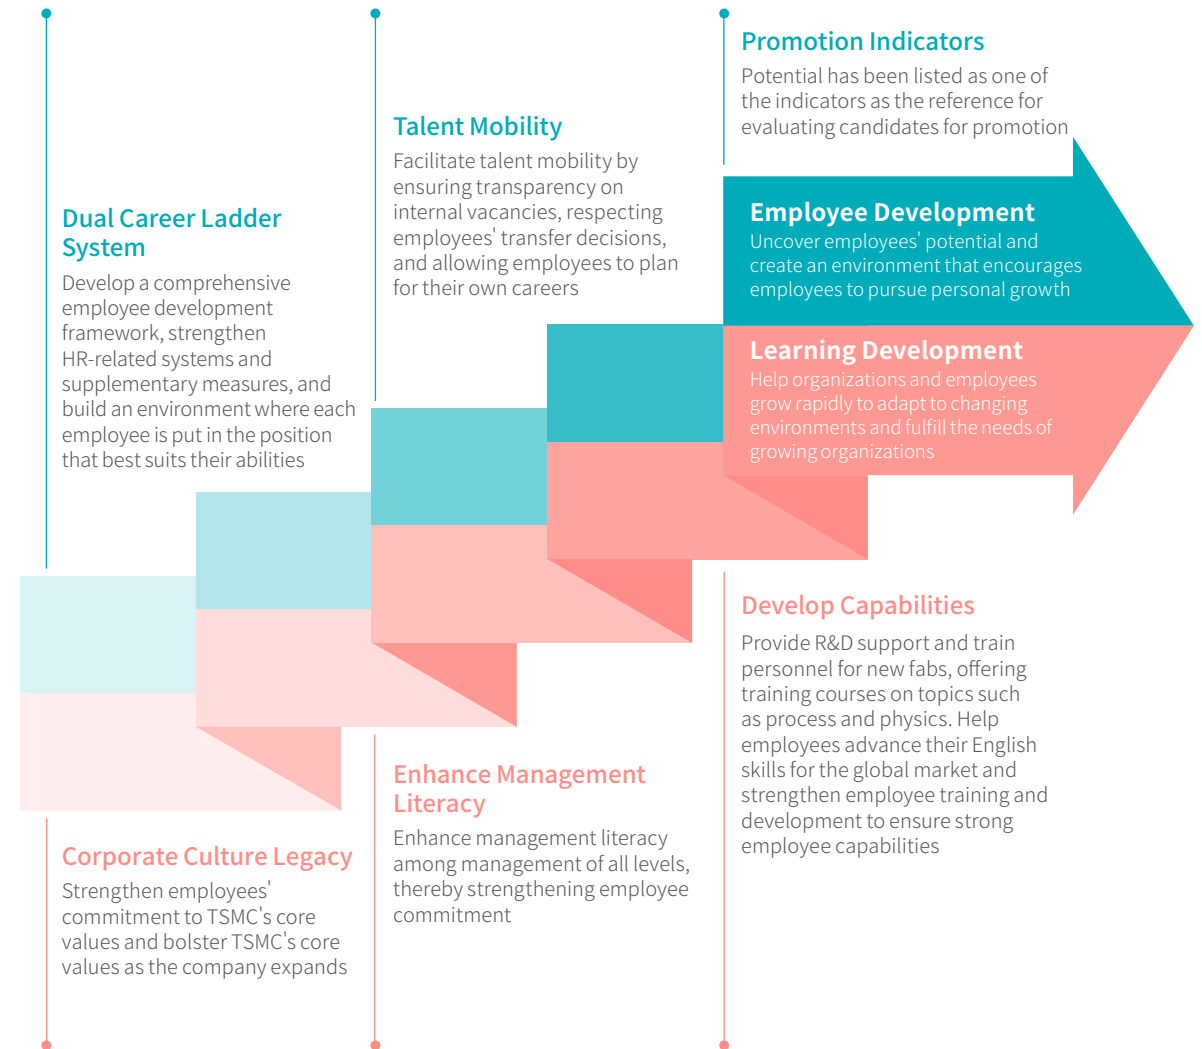 Dual Career Ladder
System
Develop a comprehensive
employee development
framework, strengthen
HR-related systems and
supplementary measures, and
build an environment where each
employee is put in the position
that best suits their abilities
Talent Mobility
Facilitate talent mobility by
ensuring transparency on
internal vacancies, respecting
employees' transfer decisions,
and allowing employees to plan
for their own careers
Promotion Indicators
Potential has been listed as one of
the indicators as the reference for
evaluating candidates for promotion
Employee Development
Uncover employees' potential and
create an environment that encourages
employees to pursue personal growth
Learning Development
Help organizations and employees
grow rapidly to adapt to changing
environments and fulfill the needs of
growing organizations
Corporate Culture Legacy
Strengthen employees'
commitment to TSMC's core
values and bolster TSMC's core
values as the company expands
Enhance Management
Literacy
Enhance management literacy
among management of all levels,
thereby strengthening employee
commitment
Develop Capabilities
Provide R&D support and train
personnel for new fabs, offering
training courses on topics such
as process and physics. Help
employees advance their English
skills for the global market and
strengthen employee training and
development to ensure strong
employee capabilities